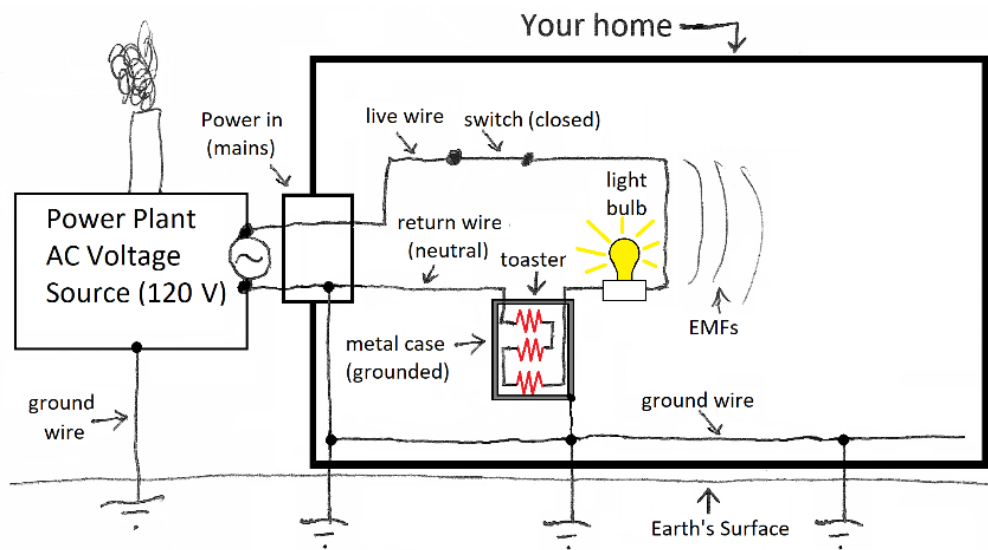 Your home
Power in
(mains)
live wire
switch (closed)
light
bulb
Power Plant
AC Voltage
Source (120 V)
return wire
(neutral)
toaster
EMFs
metal case
(grounded)
ground
wire
ground wire
Earth's Surface